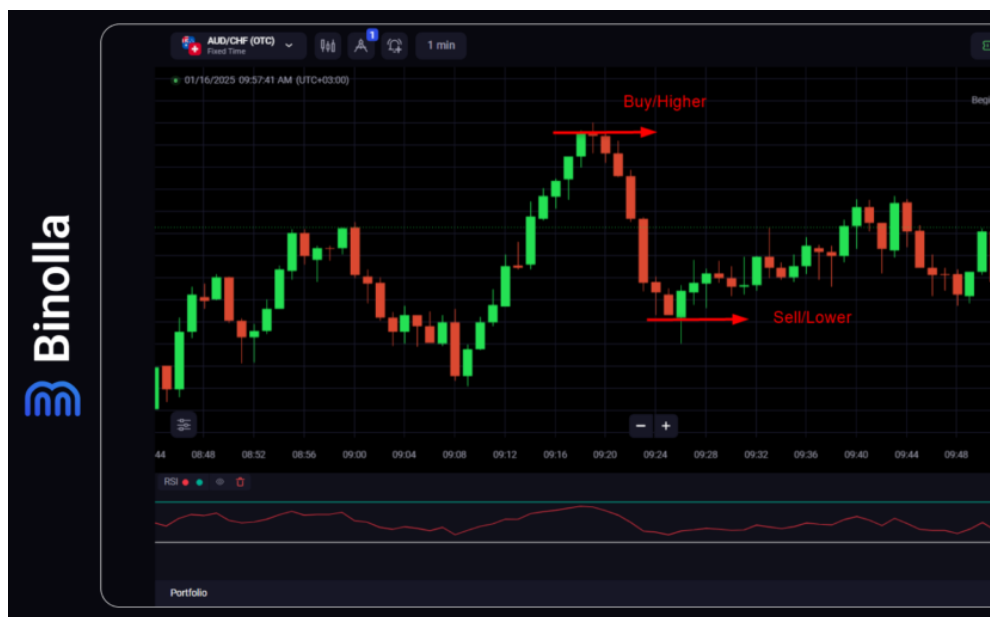 Binolla
AUD/CHF (OTC)
Fixed Time
1
1 min
01/16/2025 09:57:41 AM (UTC+03:00)
Buy/Higher
Sell/Lower
44 08:48 08:52 08:56 09:00 09:04 09:08 09:12 09:16 09:20 09:24 09:28 09:32 09:36 09:40 09:44 09:48
RSI
Portfolio